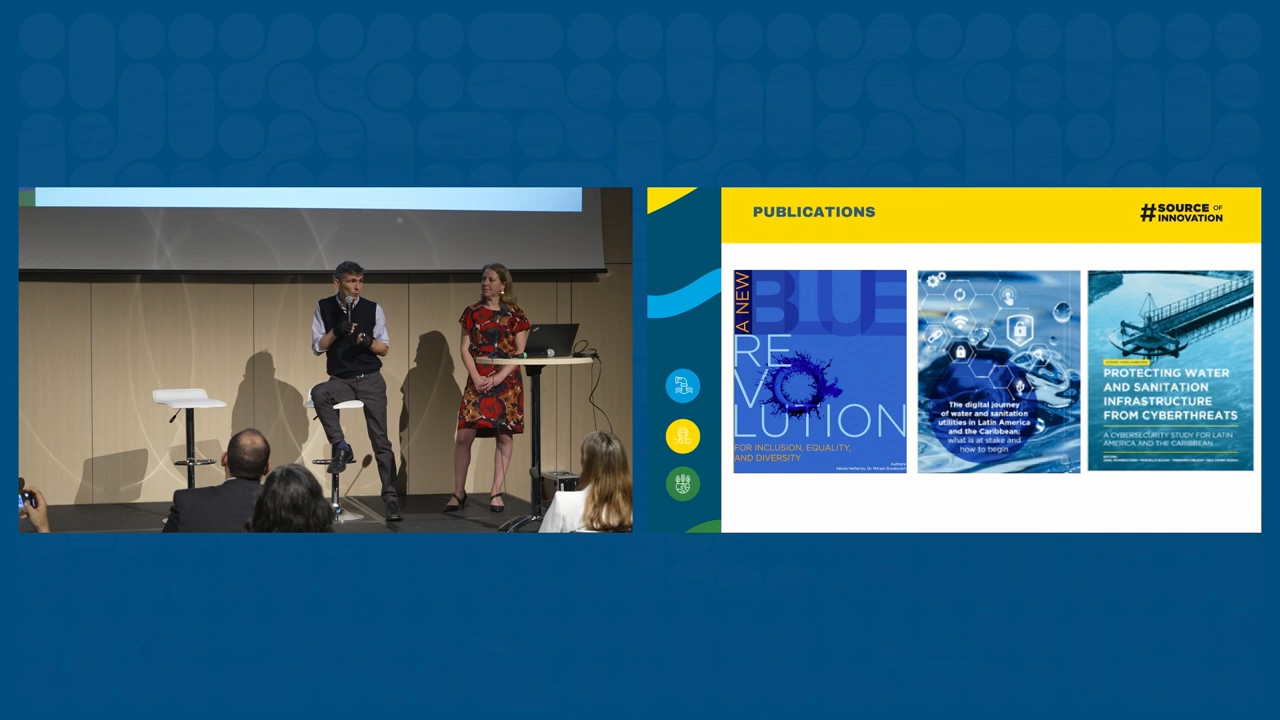 PUBLICATIONS
#SOURCE OF
INNOVATION
A NEW
BLUE
RE
VO
LUTION
FOR INCLUSION, EQUALITY,
AND DIVERSITY
Authors
The digital journey
of water and sanitation
utilities in Latin America
and the Caribbean:
what is at stake and
how to begin
PROTECTING WATER
AND SANITATION
INFRASTRUCTURE
FROM CYBERTHREATS
A CYBERSECURITY STUDY FOR LATIN
AMERICA AND THE CARIBBEAN